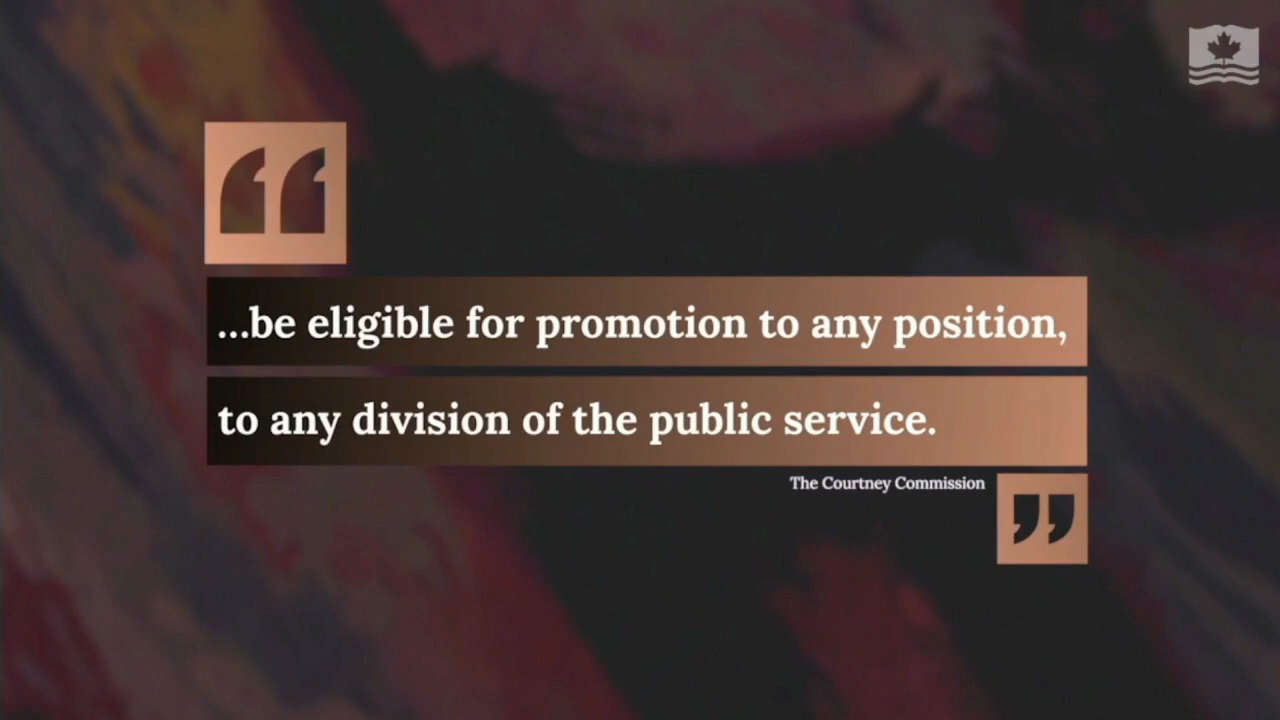 “
...be eligible for promotion to any position,
to any division of the public service.
The Courtney Commission
”